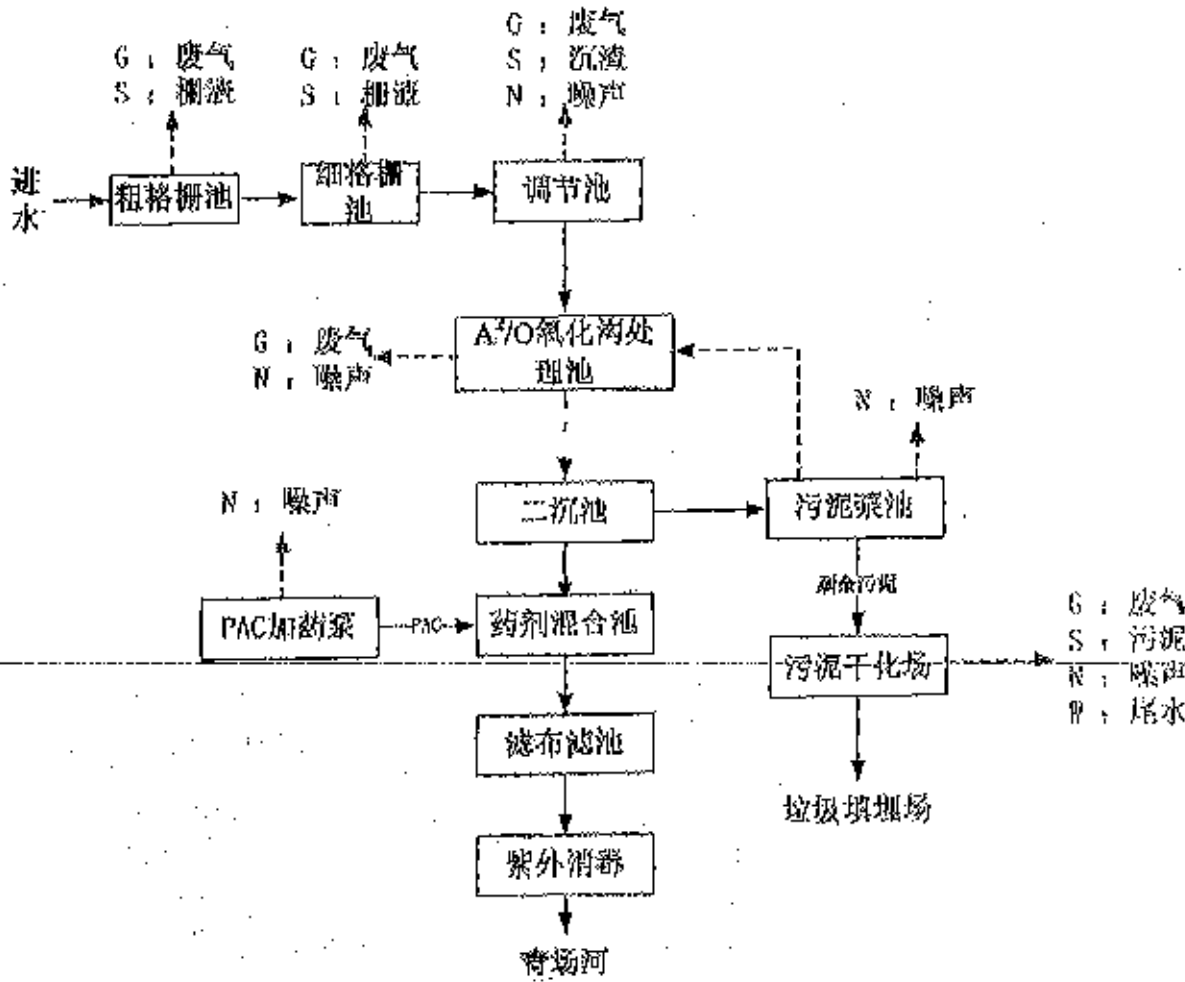 G：废气
S：沉渣
N：噪声
G：废气
S：栅渣
G：废气
S：栅渣
进
水
粗格栅池
细格栅
池
调节池
A²/O氧化沟处
理池
G：废气
N：噪声
N：噪声
二沉池
污泥泵池
N：噪声
剩余污泥
PAC加药泵
PAC
药剂混合池
污泥干化场
G：废气
S：污泥
N：噪声
W：尾水
滤布滤池
垃圾填埋场
紫外消器